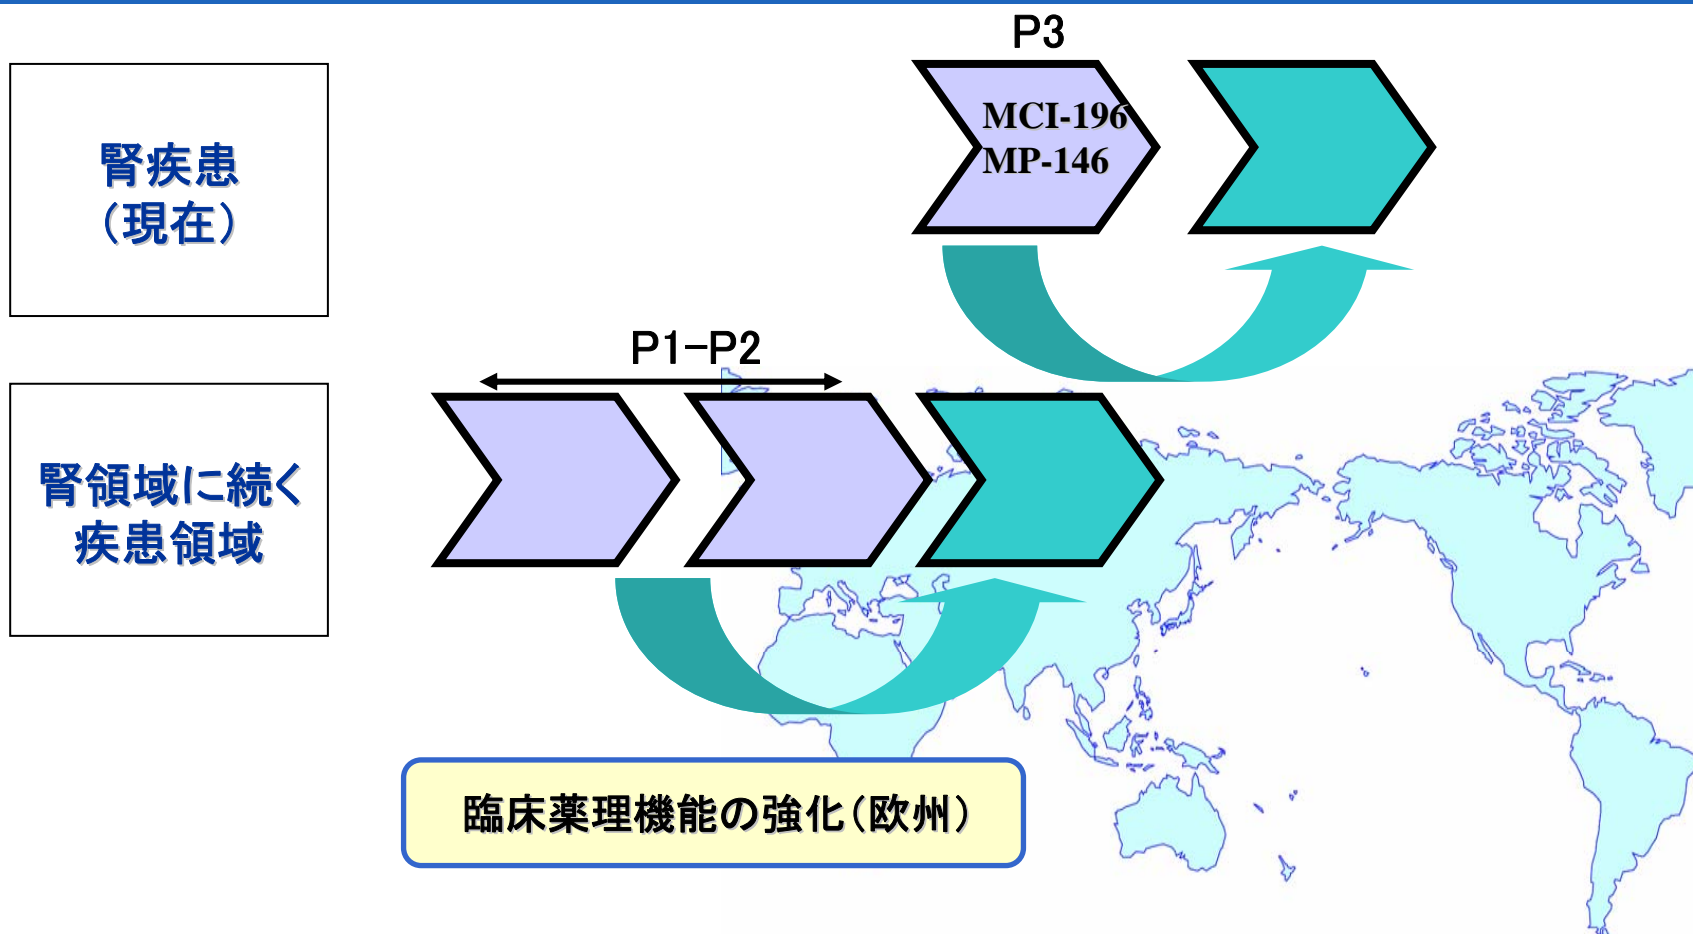 P3
腎疾患
（現在）
MCI-196
MP-146
P1-P2
腎領域に続く
疾患領域
臨床薬理機能の強化（欧州）